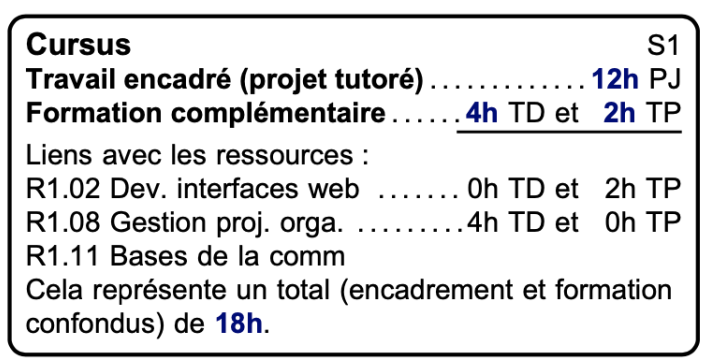 Cursus S1
Travail encadré (projet tutoré) ............. 12h PJ
Formation complémentaire ...... 4h TD et 2h TP
Liens avec les ressources :
R1.02 Dev. interfaces web ....... 0h TD et 2h TP
R1.08 Gestion proj. orga. ......... 4h TD et 0h TP
R1.11 Bases de la comm
Cela représente un total (encadrement et formation
confondus) de 18h.